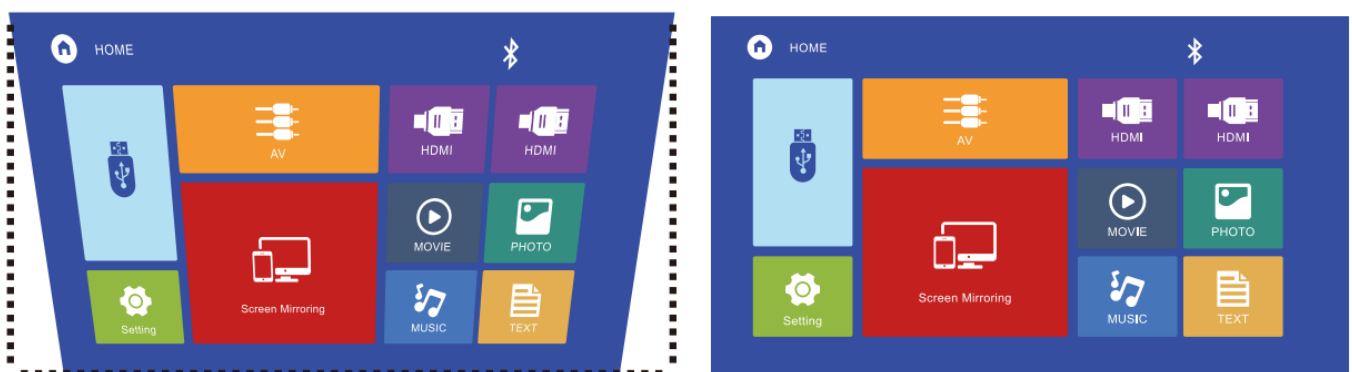 HOME
AV
HDMI
HDMI
MOVIE
PHOTO
Setting
Screen Mirroring
MUSIC
TEXT
HOME
AV
HDMI
HDMI
MOVIE
PHOTO
Setting
Screen Mirroring
MUSIC
TEXT